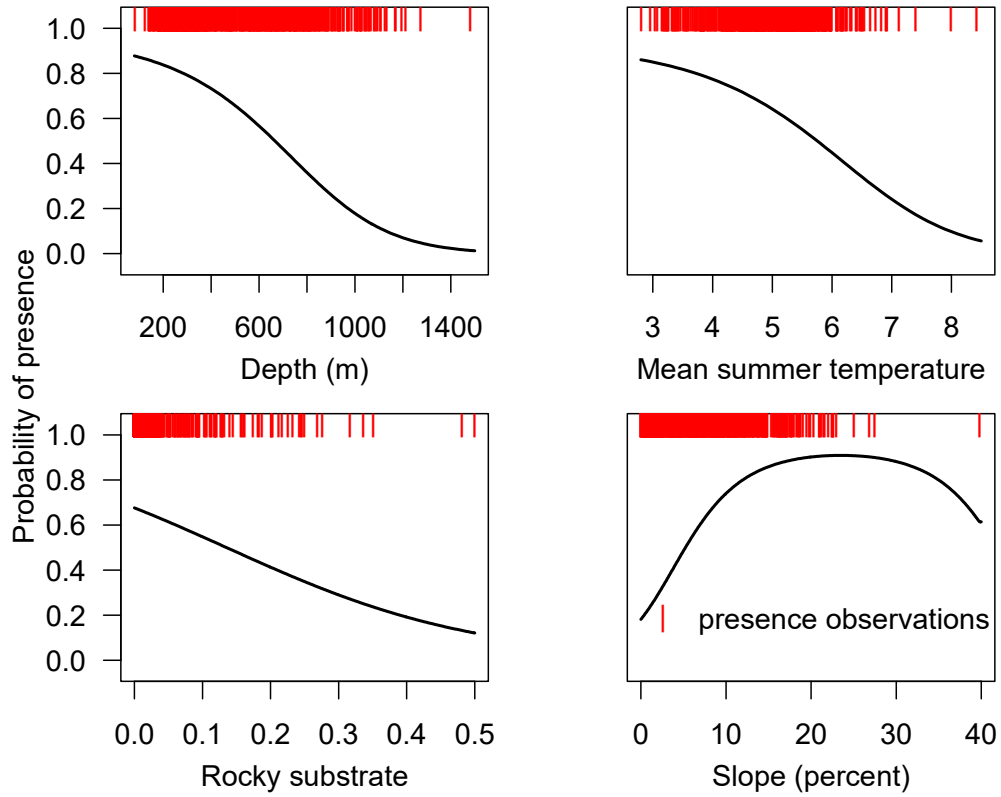 Probability of presence
1.0
0.8
0.6
0.4
0.2
0.0
200 600 1000 1400
Depth (m)
3 4 5 6 7 8
Mean summer temperature
1.0
0.8
0.6
0.4
0.2
0.0
0.0 0.1 0.2 0.3 0.4 0.5
Rocky substrate
presence observations
0 10 20 30 40
Slope (percent)